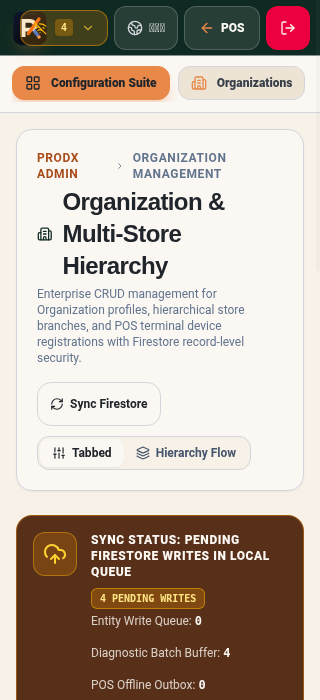 4
POS
Configuration Suite
Organizations
PRODX
ADMIN
ORGANIZATION
MANAGEMENT
Organization &
Multi-Store
Hierarchy
Enterprise CRUD management for
Organization profiles, hierarchical store
branches, and POS terminal device
registrations with Firestore record-level
security.
Sync Firestore
Tabbed
Hierarchy Flow
SYNC STATUS: PENDING
FIRESTORE WRITES IN LOCAL
QUEUE
4 PENDING WRITES
Entity Write Queue: 0
Diagnostic Batch Buffer: 4
POS Offline Outbox: 0